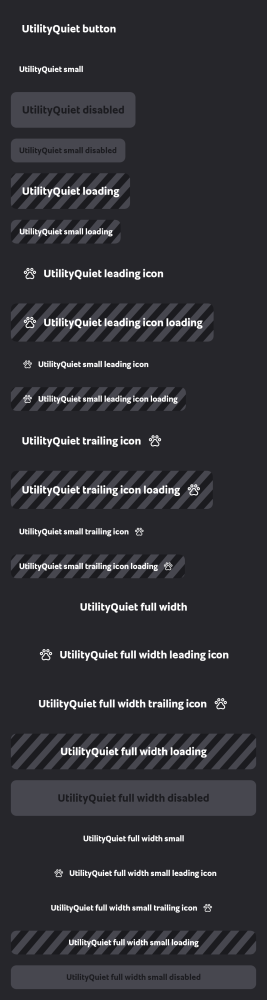 UtilityQuiet button
UtilityQuiet small
UtilityQuiet disabled
UtilityQuiet small disabled
UtilityQuiet loading
UtilityQuiet small loading
UtilityQuiet leading icon
UtilityQuiet leading icon loading
UtilityQuiet small leading icon
UtilityQuiet small leading icon loading
UtilityQuiet trailing icon
UtilityQuiet trailing icon loading
UtilityQuiet small trailing icon
UtilityQuiet small trailing icon loading
UtilityQuiet full width
UtilityQuiet full width leading icon
UtilityQuiet full width trailing icon
UtilityQuiet full width loading
UtilityQuiet full width disabled
UtilityQuiet full width small
UtilityQuiet full width small leading icon
UtilityQuiet full width small trailing icon
UtilityQuiet full width small loading
UtilityQuiet full width small disabled